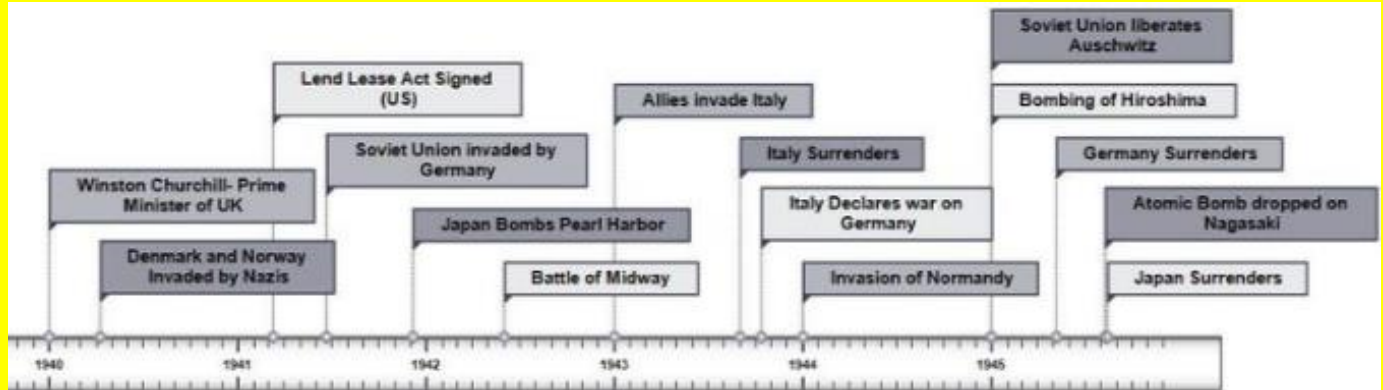 Soviet Union liberates
Auschwitz
Lend Lease Act Signed
(US)
Allies invade Italy
Bombing of Hiroshima
Soviet Union invaded by
Germany
Italy Surrenders
Germany Surrenders
Winston Churchill- Prime
Minister of UK
Italy Declares war on
Germany
Atomic Bomb dropped on
Nagasaki
Japan Bombs Pearl Harbor
Denmark and Norway
Invaded by Nazis
Battle of Midway
Invasion of Normandy
Japan Surrenders
1940 1941 1942 1943 1944 1945